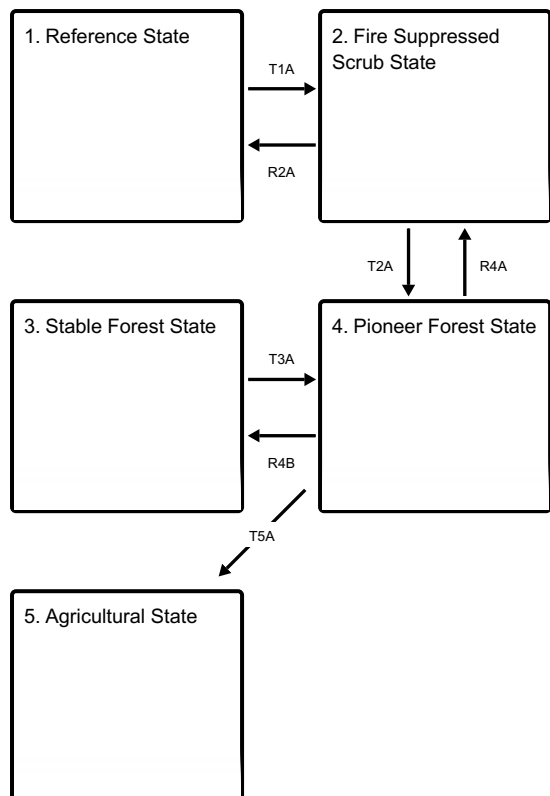 1. Reference State
2. Fire Suppressed
Scrub State
T1A
R2A
T2A
R4A
3. Stable Forest State
4. Pioneer Forest State
T3A
R4B
T5A
5. Agricultural State